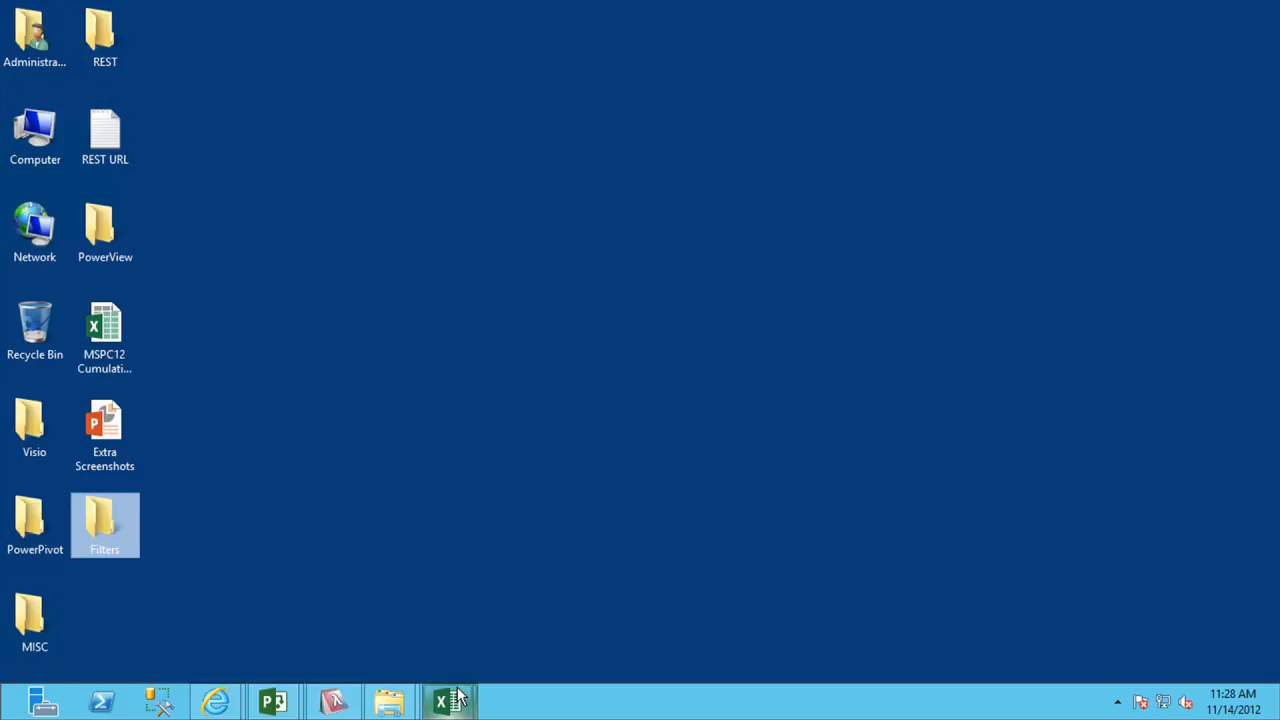 Administra...
REST
Computer
REST URL
Network
PowerView
Recycle Bin
MSPC12
Cumulati...
Visio
Extra
Screenshots
PowerPivot
Filters
MISC
11:28 AM
11/14/2012